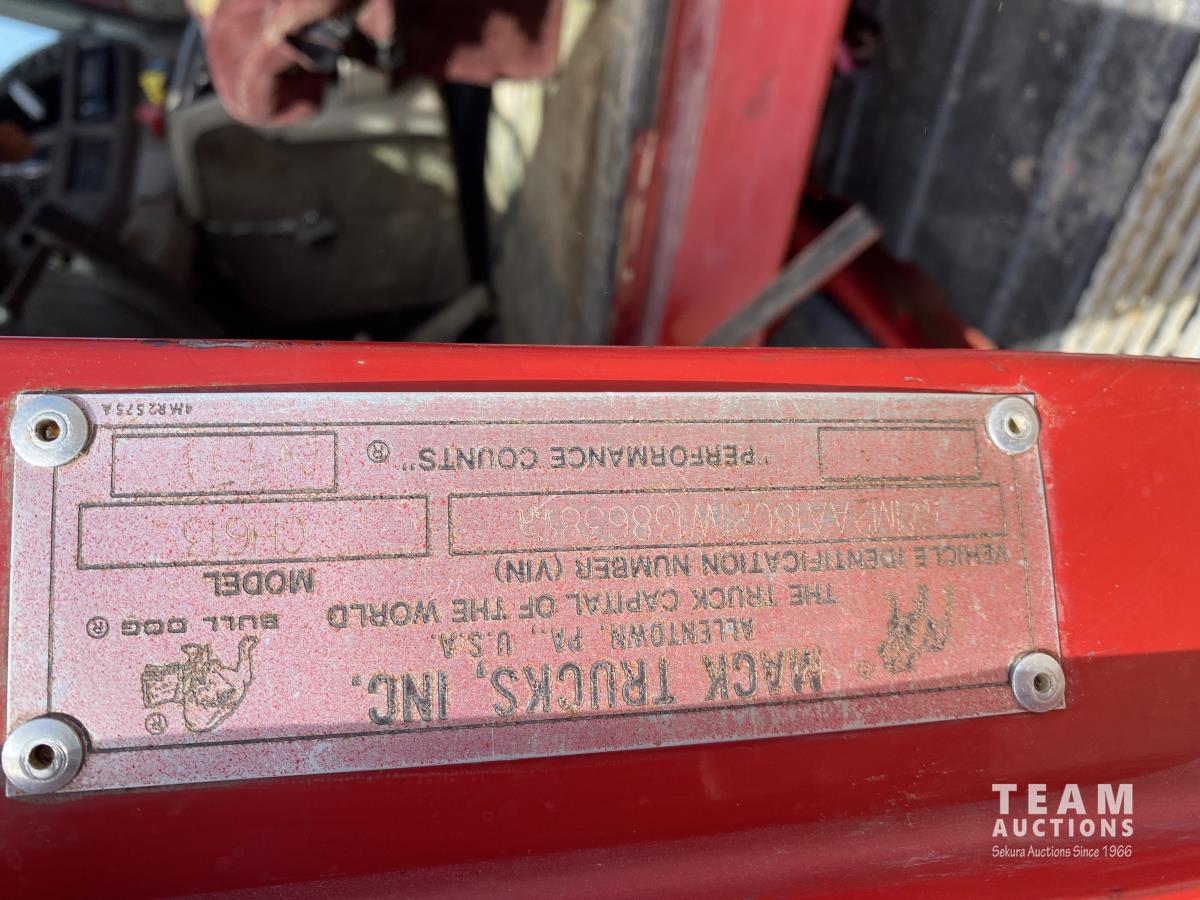 MACK TRUCKS, INC.
ALLENTOWN, PA., U.S.A.
THE TRUCK CAPITAL OF THE WORLD
BULL DOG ®
VEHICLE IDENTIFICATION NUMBER (VIN)
MODEL
CH613
"PERFORMANCE COUNTS" ®
4MR2575A
TEAM
AUCTIONS
Sekura Auctions Since 1966